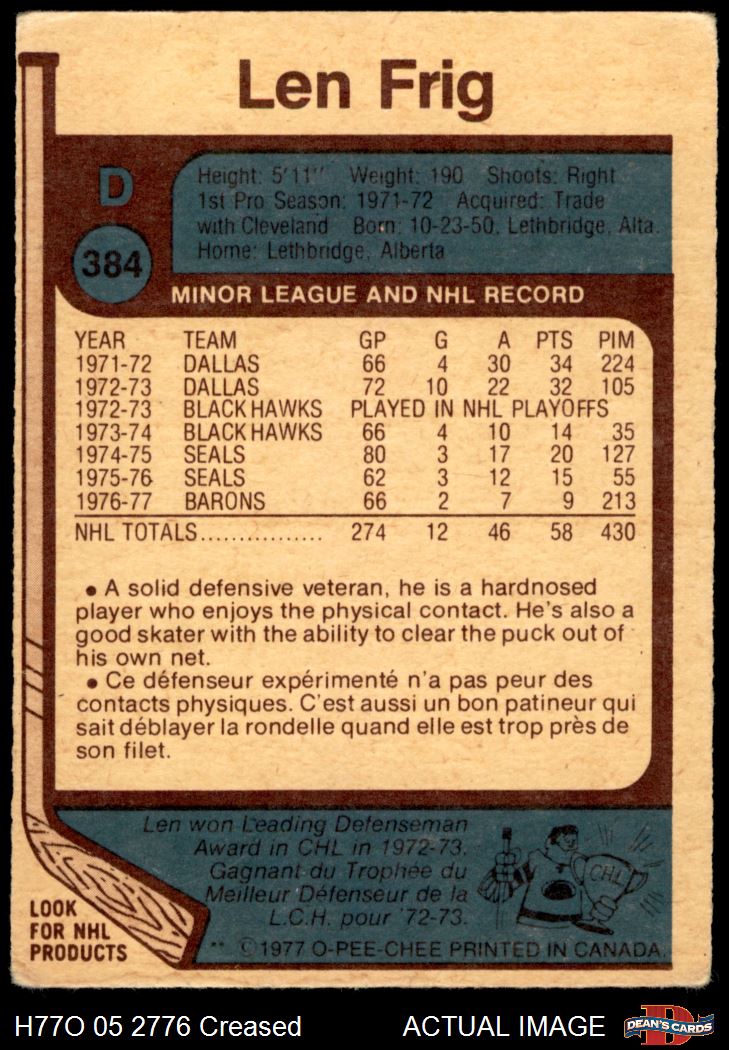 Len Frig
D
384
Height: 5'11'' Weight: 190 Shoots: Right
1st Pro Season: 1971-72 Acquired: Trade
with Cleveland Born: 10-23-50, Lethbridge, Alta.
Home: Lethbridge, Alberta
MINOR LEAGUE AND NHL RECORD
YEAR TEAM GP G A PTS PIM
1971-72 DALLAS 66 4 30 34 224
1972-73 DALLAS 72 10 22 32 105
1972-73 BLACK HAWKS PLAYED IN NHL PLAYOFFS
1973-74 BLACK HAWKS 66 4 10 14 35
1974-75 SEALS 80 3 17 20 127
1975-76 SEALS 62 3 12 15 55
1976-77 BARONS 66 2 7 9 213
NHL TOTALS................ 274 12 46 58 430
• A solid defensive veteran, he is a hardnosed
player who enjoys the physical contact. He's also a
good skater with the ability to clear the puck out of
his own net.
• Ce défenseur expérimenté n'a pas peur des
contacts physiques. C'est aussi un bon patineur qui
sait déblayer la rondelle quand elle est trop près de
son filet.
Len won Leading Defenseman
Award in CHL in 1972-73.
Gagnant du Trophée du
Meilleur Défenseur de la
L.C.H. pour '72-73.
CHL
LOOK
FOR NHL
PRODUCTS
** ©1977 O-PEE-CHEE PRINTED IN CANADA
H77O 05 2776 Creased ACTUAL IMAGE
D
DEAN'S CARDS